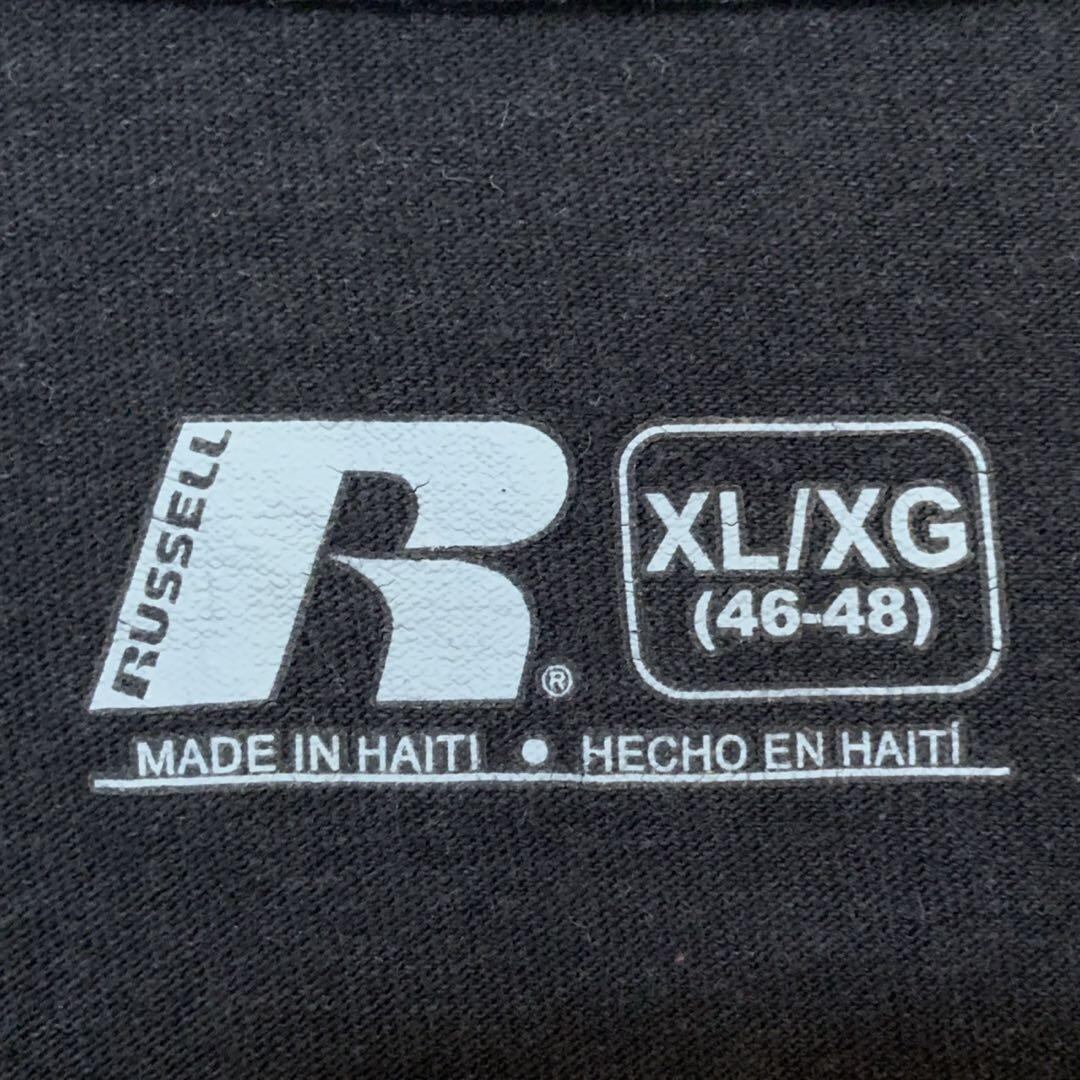 RUSSELL
R®
XL/XG
(46-48)
MADE IN HAITI • HECHO EN HAITÍ